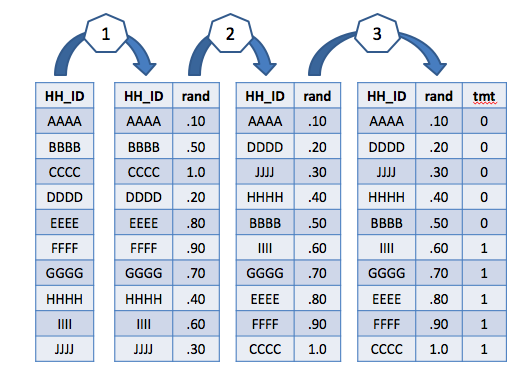 1 2 3
HH_ID HH_ID rand HH_ID rand HH_ID rand tmt
AAAA AAAA .10 AAAA .10 AAAA .10 0
BBBB BBBB .50 DDDD .20 DDDD .20 0
CCCC CCCC 1.0 JJJJ .30 JJJJ .30 0
DDDD DDDD .20 HHHH .40 HHHH .40 0
EEEE EEEE .80 BBBB .50 BBBB .50 0
FFFF FFFF .90 IIII .60 IIII .60 1
GGGG GGGG .70 GGGG .70 GGGG .70 1
HHHH HHHH .40 EEEE .80 EEEE .80 1
IIII IIII .60 FFFF .90 FFFF .90 1
JJJJ JJJJ .30 CCCC 1.0 CCCC 1.0 1